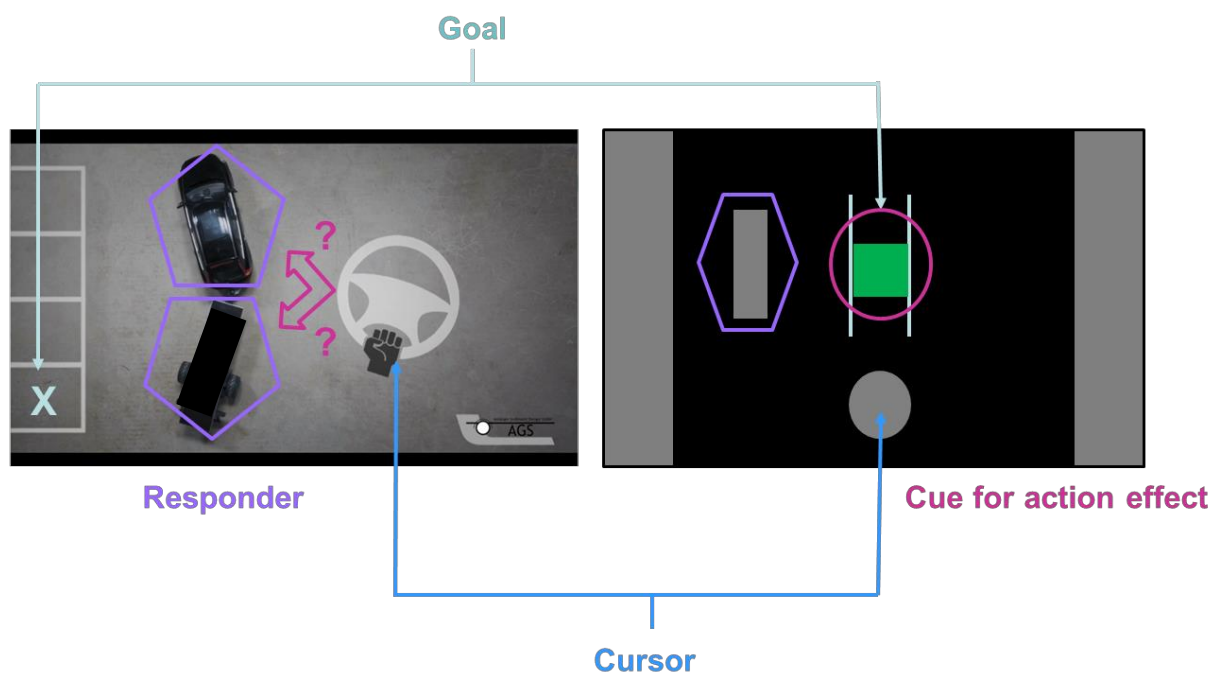 Goal
?
?
X
AGS
Responder
Cue for action effect
Cursor